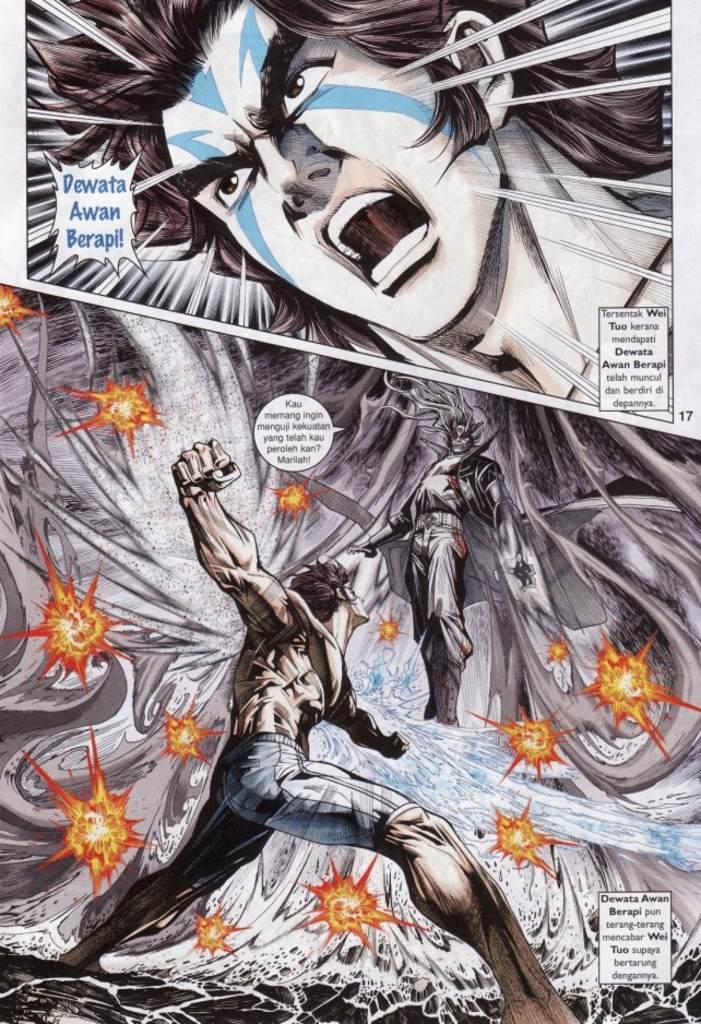 Dewata
Awan
Berapi!
Tersentak Wei
Tuo kerana
mendapati
Dewata
Awan Berapi
telah muncul
dan berdiri di
depannya.
17
Kau
memang ingin
menguji kekuatan
yang telah kau
peroleh kan?
Marilah!
Dewata Awan
Berapi pun
terang-terang
mencabar Wei
Tuo supaya
bertarung
dengannya.